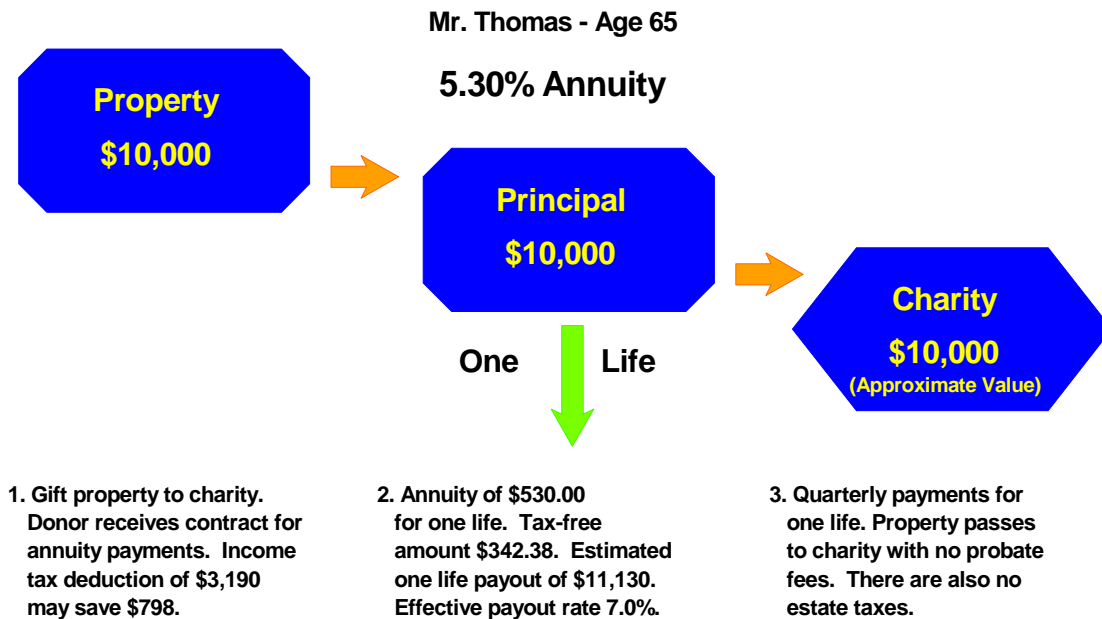 Mr. Thomas - Age 65
5.30% Annuity
Property
$10,000
Principal
$10,000
Charity
$10,000
(Approximate Value)
One Life
1. Gift property to charity.
Donor receives contract for
annuity payments. Income
tax deduction of $3,190
may save $798.
2. Annuity of $530.00
for one life. Tax-free
amount $342.38. Estimated
one life payout of $11,130.
Effective payout rate 7.0%.
3. Quarterly payments for
one life. Property passes
to charity with no probate
fees. There are also no
estate taxes.